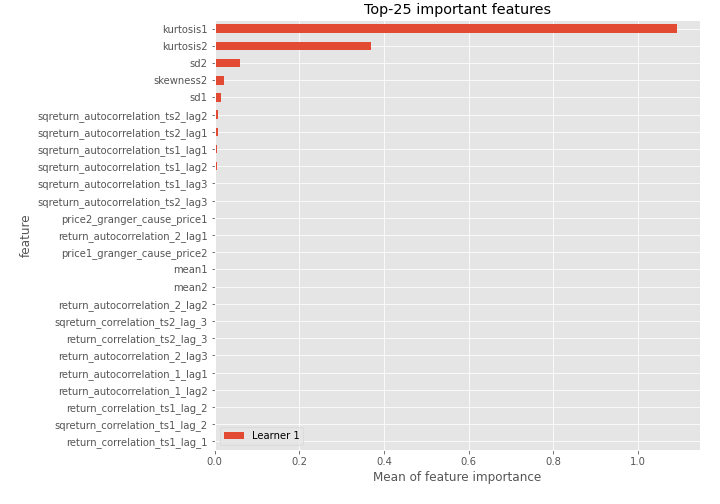 Top-25 important features
kurtosis1
kurtosis2
sd2
skewness2
sd1
sqreturn_autocorrelation_ts2_lag2
sqreturn_autocorrelation_ts2_lag1
sqreturn_autocorrelation_ts1_lag1
sqreturn_autocorrelation_ts1_lag2
sqreturn_autocorrelation_ts1_lag3
sqreturn_autocorrelation_ts2_lag3
price2_granger_cause_price1
return_autocorrelation_2_lag1
price1_granger_cause_price2
mean1
mean2
return_autocorrelation_2_lag2
sqreturn_correlation_ts2_lag_3
return_correlation_ts2_lag_3
return_autocorrelation_2_lag3
return_autocorrelation_1_lag1
return_autocorrelation_1_lag2
return_correlation_ts1_lag_2
sqreturn_correlation_ts1_lag_2
return_correlation_ts1_lag_1
feature
Learner 1
0.0 0.2 0.4 0.6 0.8 1.0
Mean of feature importance